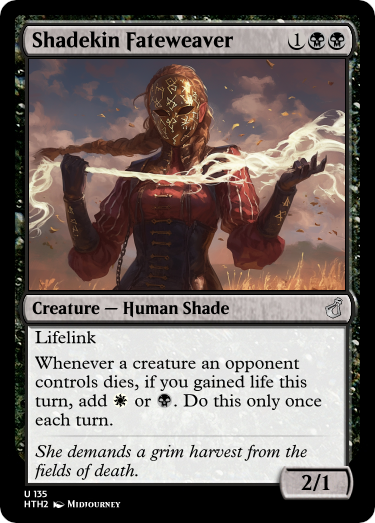 Shadekin Fateweaver 1
Creature — Human Shade
Lifelink
Whenever a creature an opponent
controls dies, if you gained life this
turn, add or . Do this only once
each turn.
She demands a grim harvest from the
fields of death.
2/1
U 135
HTH2 Midjourney